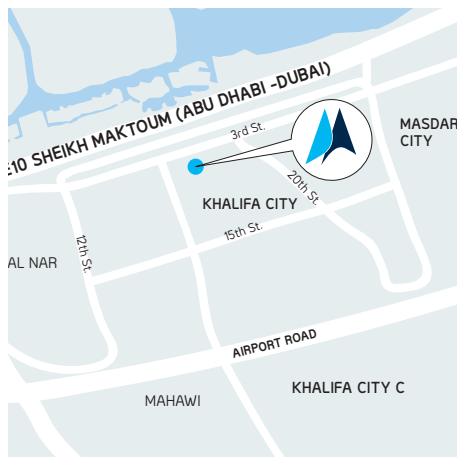 E10 SHEIKH MAKTOUM (ABU DHABI -DUBAI)
3rd St.
MASDAR
CITY
20th St.
KHALIFA CITY
15th St.
12th St.
AL NAR
AIRPORT ROAD
KHALIFA CITY C
MAHAWI